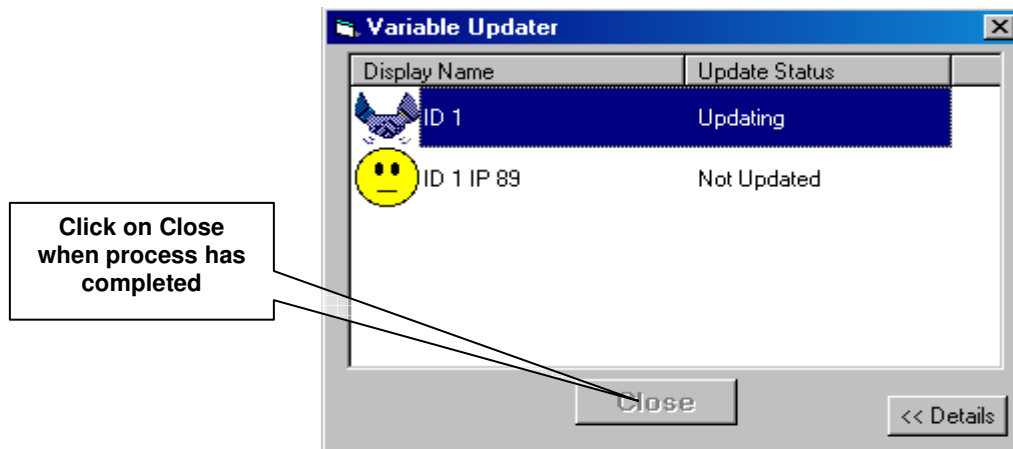 Variable Updater
Display Name Update Status
ID 1 Updating
ID 1 IP 89 Not Updated
Click on Close
when process has
completed
Close
<< Details